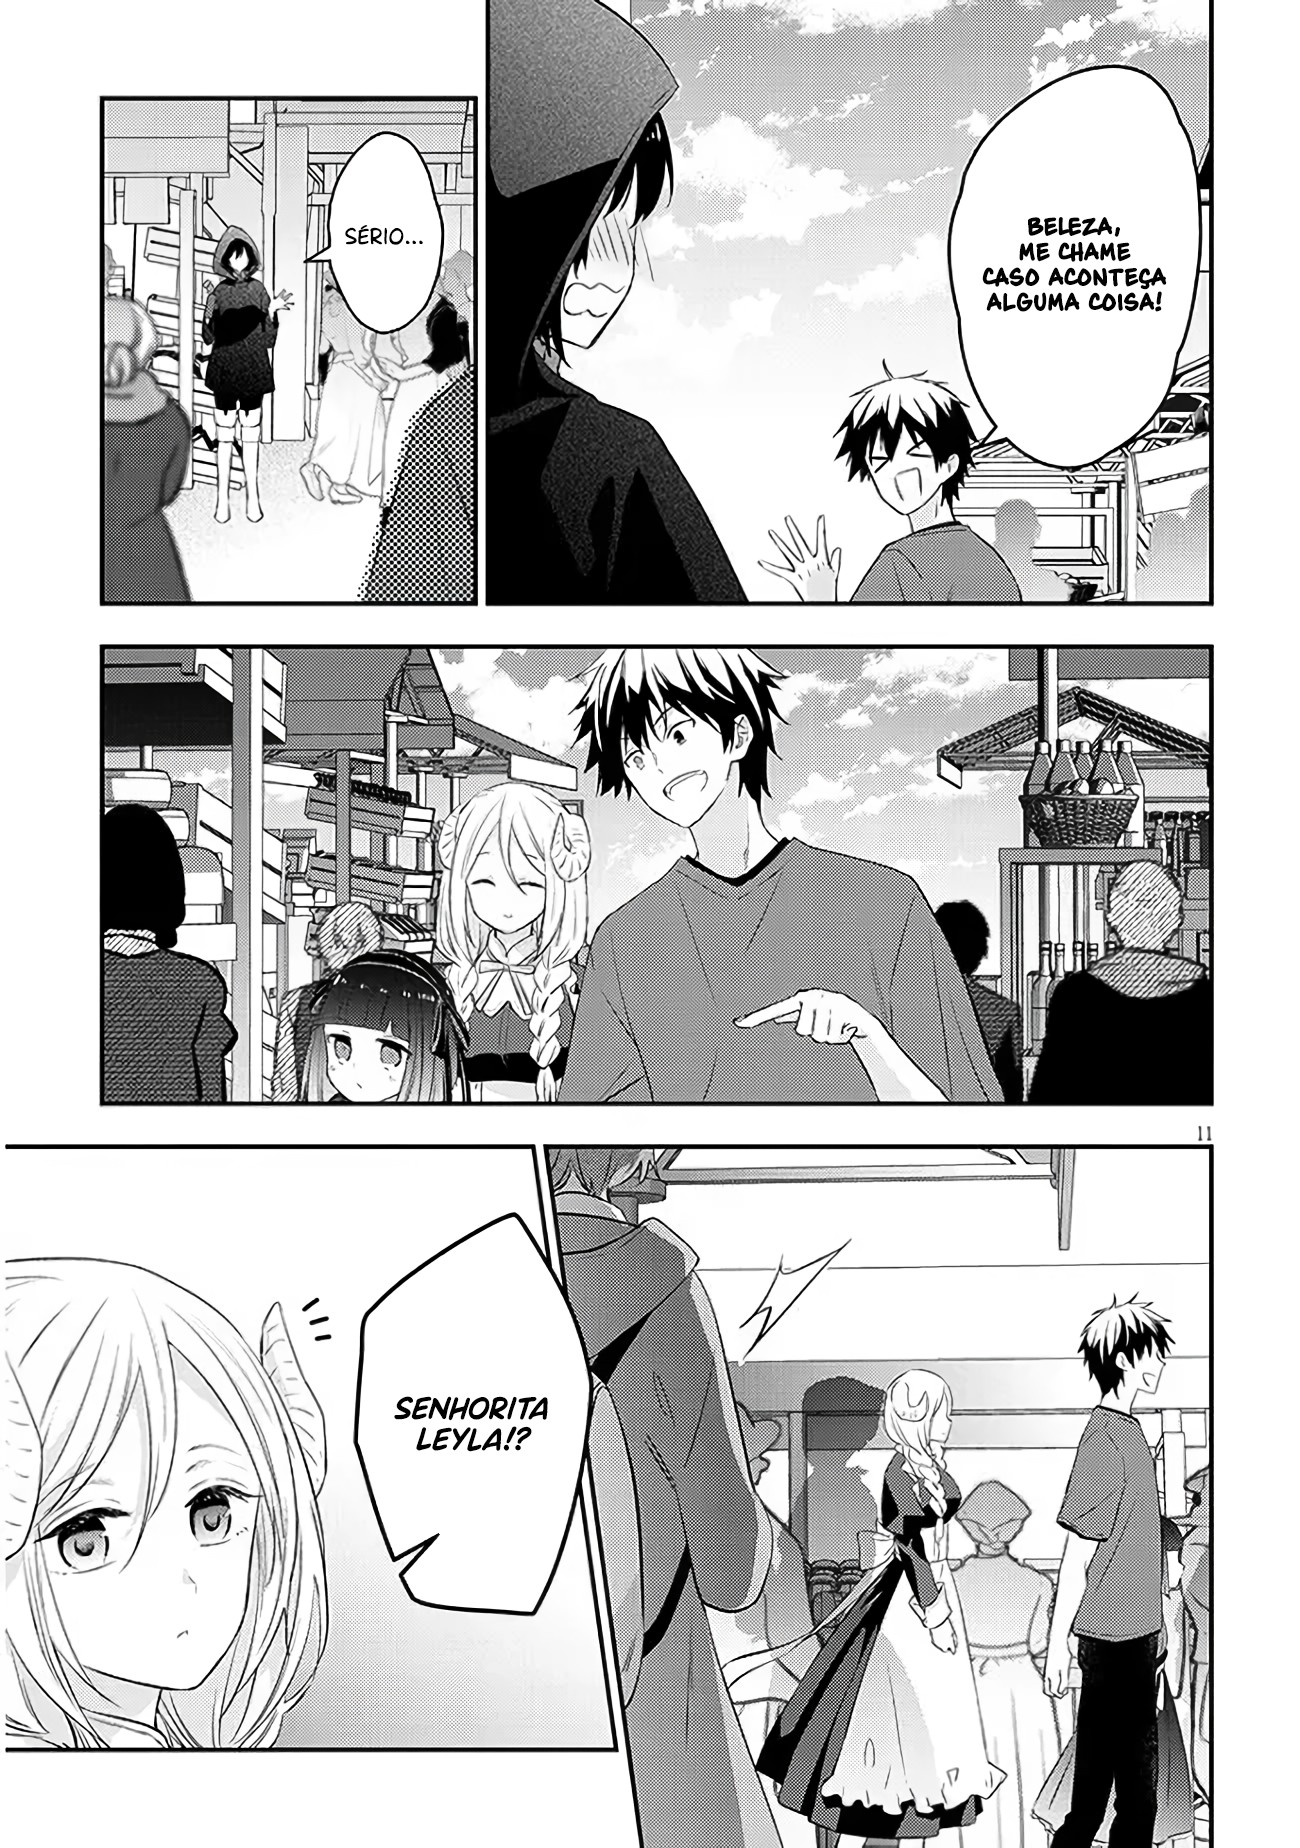 BELEZA,
ME CHAME
CASO ACONTEÇA
ALGUMA COISA!
SÉRIO...
11
SENHORITA
LEYLA!?